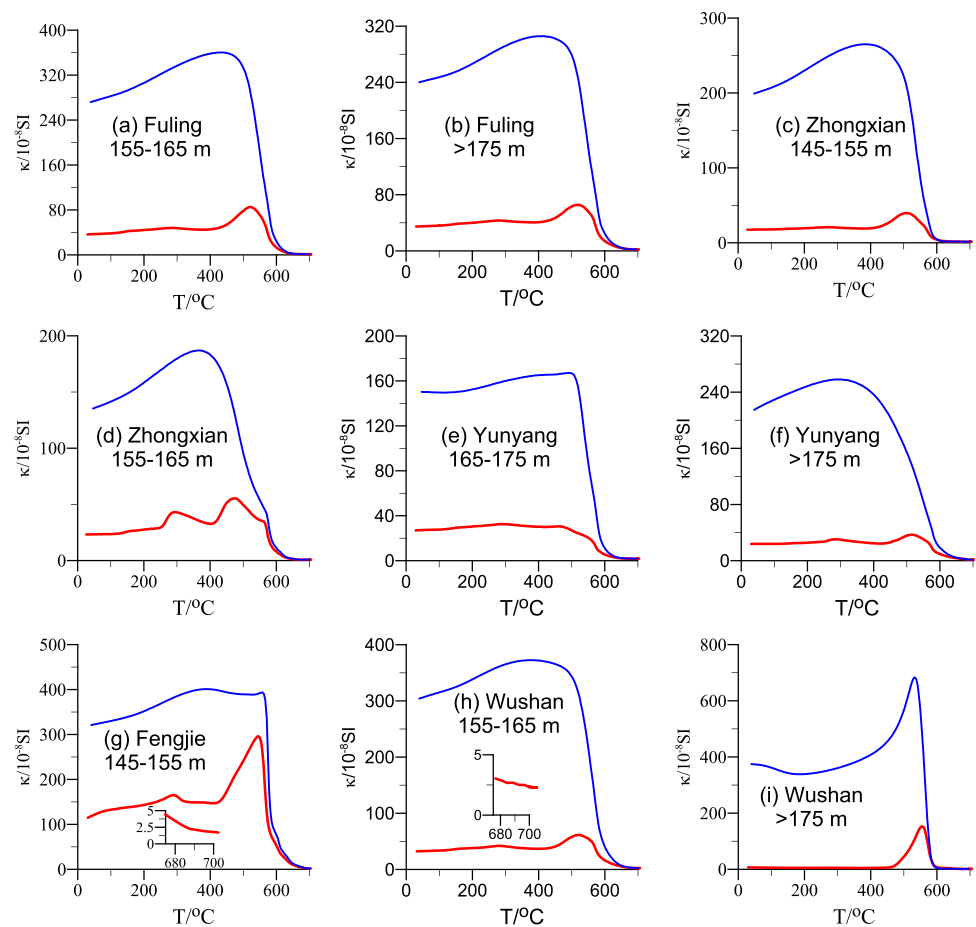 360
270
180
90
0
κ/10⁻⁸SI
(a) Fuling
155-165 m
0
200
400
600
T/°C
320
240
160
80
0
κ/10⁻⁸SI
(b) Fuling
>175 m
0
200
400
600
T/°C
300
200
100
0
κ/10⁻⁸SI
(c) Zhongxian
145-155 m
0
200
400
600
T/°C
200
100
0
κ/10⁻⁸SI
(d) Zhongxian
155-165 m
0
200
400
600
T/°C
200
160
120
80
40
0
κ/10⁻⁸SI
(e) Yunyang
165-175 m
0
200
400
600
T/°C
320
240
160
80
0
κ/10⁻⁸SI
(f) Yunyang
>175 m
0
200
400
600
T/°C
500
400
300
200
100
0
κ/10⁻⁸SI
(g) Fengjie
145-155 m
5
2.5
0
680
700
0
200
400
600
T/°C
400
300
200
100
0
κ/10⁻⁸SI
(h) Wushan
155-165 m
5
0
680
700
0
200
400
600
T/°C
800
600
400
200
0
κ/10⁻⁸SI
(i) Wushan
>175 m
0
200
400
600
T/°C